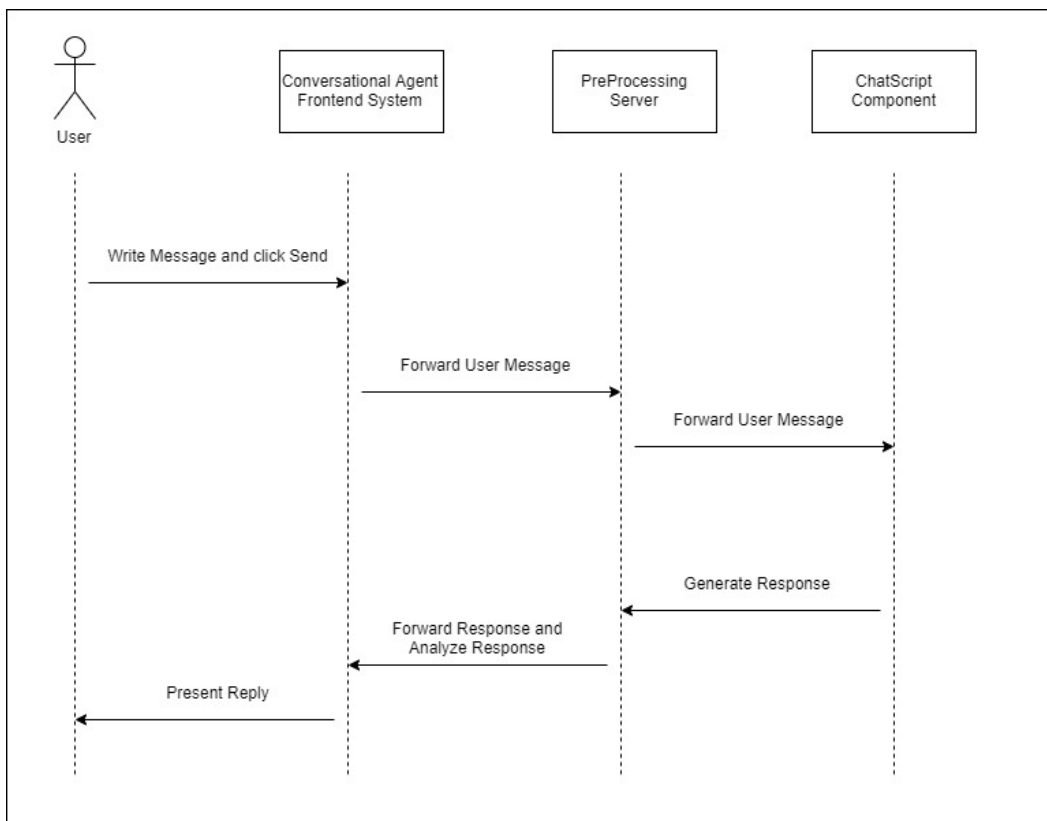 User
Conversational Agent
Frontend System
PreProcessing
Server
ChatScript
Component
Write Message and click Send
Forward User Message
Forward User Message
Generate Response
Forward Response and
Analyze Response
Present Reply